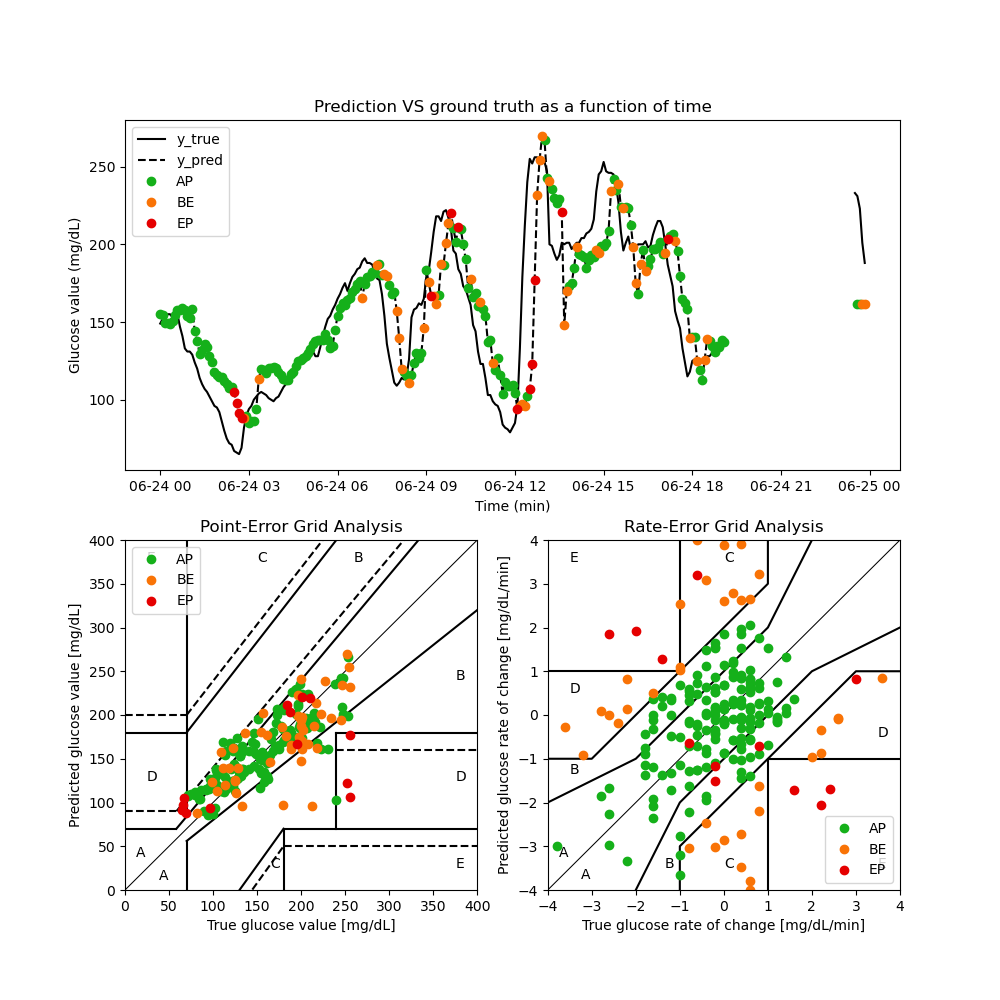 Prediction VS ground truth as a function of time
Glucose value (mg/dL)
250
200
150
100
y_true
y_pred
AP
BE
EP
06-24 00 06-24 03 06-24 06 06-24 09 06-24 12 06-24 15 06-24 18 06-24 21 06-25 00
Time (min)
Point-Error Grid Analysis
Predicted glucose value [mg/dL]
400
350
300
250
200
150
100
50
0
AP
BE
EP
C
B
B
D
D
A
A
C
E
0 50 100 150 200 250 300 350 400
True glucose value [mg/dL]
Rate-Error Grid Analysis
Predicted glucose rate of change [mg/dL/min]
4
3
2
1
0
−1
−2
−3
−4
E
C
D
D
B
A
A
B
C
AP
BE
EP
−4 −3 −2 −1 0 1 2 3 4
True glucose rate of change [mg/dL/min]